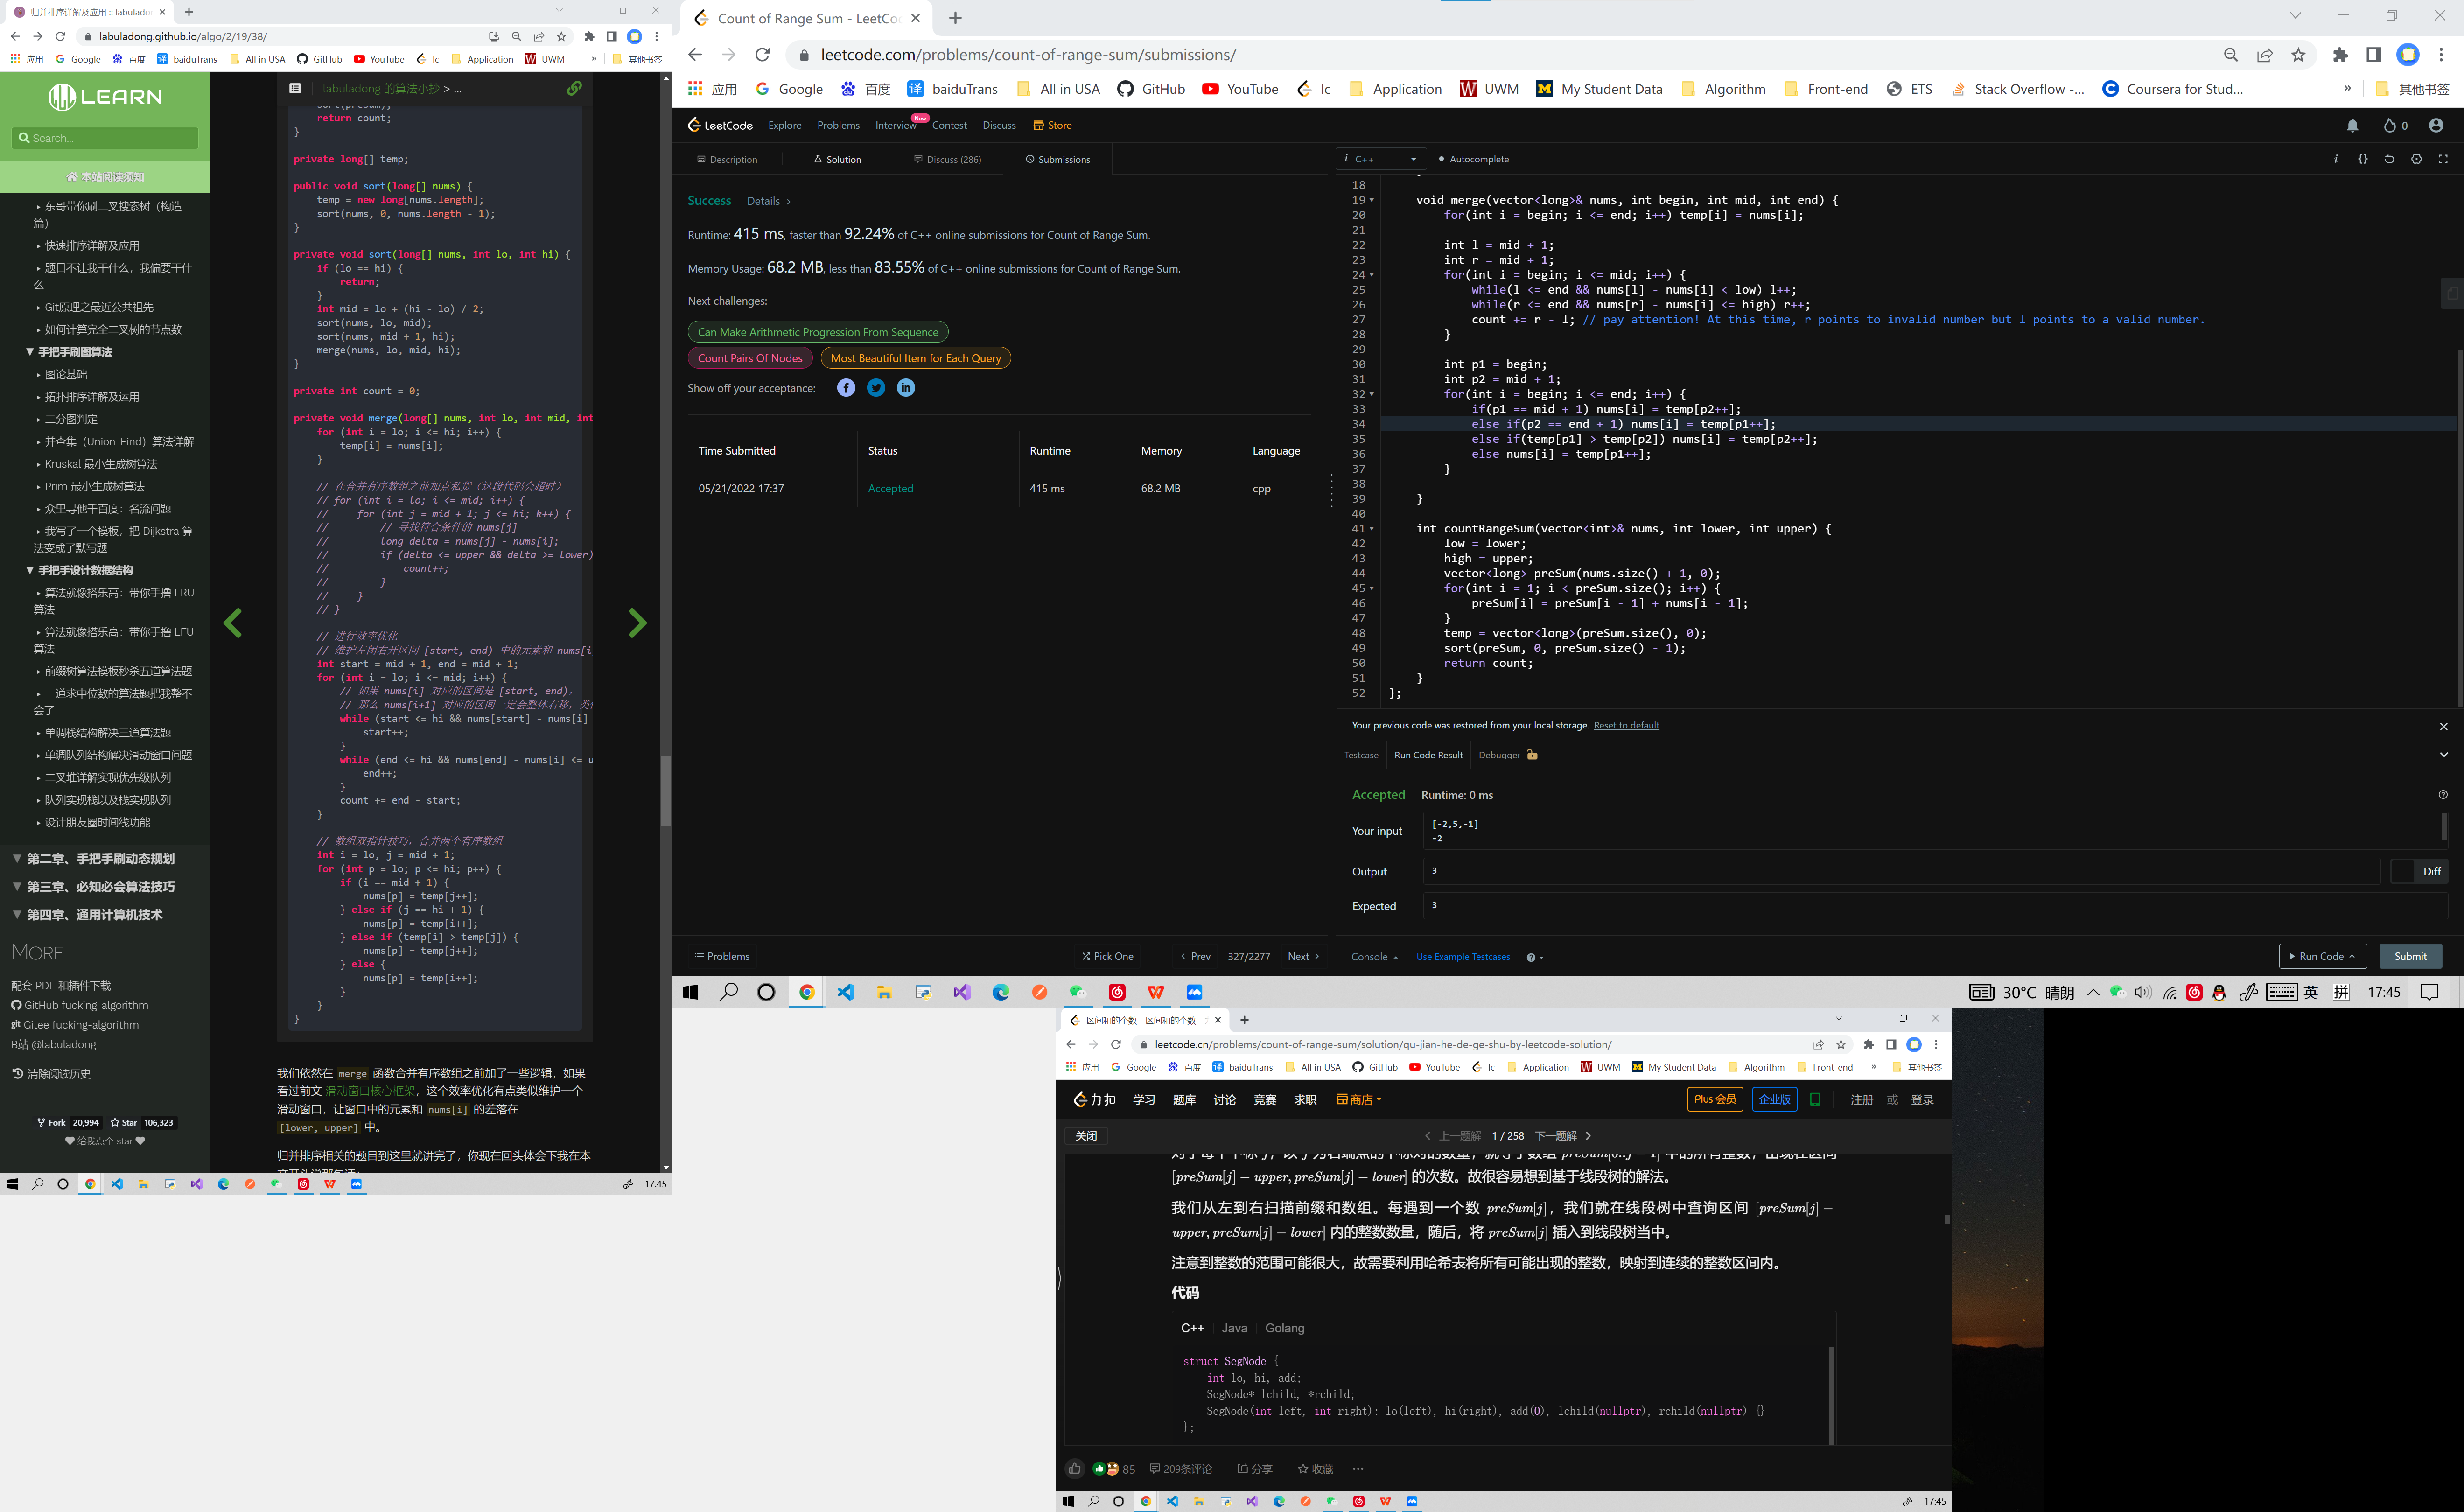 归并排序详解及应用 :: labulado
labuladong.github.io/algo/2/19/38/
应用 Google 百度 baiduTrans All in USA GitHub YouTube lc Application UWM » 其他书签
LEARN
Search...
本站阅读须知
东哥带你刷二叉搜索树（构造
篇）
快速排序详解及应用
题目不让我干什么，我偏要干什
么
Git原理之最近公共祖先
如何计算完全二叉树的节点数
手把手刷图算法
图论基础
拓扑排序详解及运用
二分图判定
并查集（Union-Find）算法详解
Kruskal 最小生成树算法
Prim 最小生成树算法
众里寻他千百度：名流问题
我写了一个模板，把 Dijkstra 算
法变成了默写题
手把手设计数据结构
算法就像搭乐高：带你手撸 LRU
算法
算法就像搭乐高：带你手撸 LFU
算法
前缀树算法模板秒杀五道算法题
一道求中位数的算法题把我整不
会了
单调栈结构解决三道算法题
单调队列结构解决滑动窗口问题
二叉堆详解实现优先级队列
队列实现栈以及栈实现队列
设计朋友圈时间线功能
第二章、手把手刷动态规划
第三章、必知必会算法技巧
第四章、通用计算机技术
MORE
配套 PDF 和插件下载
GitHub fucking-algorithm
Gitee fucking-algorithm
B站 @labuladong
清除阅读历史
Fork 20,994 Star 106,323
给我点个 star
labuladong 的算法小抄 > ...
sort(preSum);
return count;
}
private long[] temp;
public void sort(long[] nums) {
temp = new long[nums.length];
sort(nums, 0, nums.length - 1);
}
private void sort(long[] nums, int lo, int hi) {
if (lo == hi) {
return;
}
int mid = lo + (hi - lo) / 2;
sort(nums, lo, mid);
sort(nums, mid + 1, hi);
merge(nums, lo, mid, hi);
}
private int count = 0;
private void merge(long[] nums, int lo, int mid, int
for (int i = lo; i <= hi; i++) {
temp[i] = nums[i];
}
// 在合并有序数组之前加点私货（这段代码会超时）
// for (int i = lo; i <= mid; i++) {
// for (int j = mid + 1; j <= hi; k++) {
// // 寻找符合条件的 nums[j]
// long delta = nums[j] - nums[i];
// if (delta <= upper && delta >= lower)
// count++;
// }
// }
// }
// 进行效率优化
// 维护左闭右开区间 [start, end) 中的元素和 nums[i
int start = mid + 1, end = mid + 1;
for (int i = lo; i <= mid; i++) {
// 如果 nums[i] 对应的区间是 [start, end)，
// 那么 nums[i+1] 对应的区间一定会整体右移，类
while (start <= hi && nums[start] - nums[i]
start++;
}
while (end <= hi && nums[end] - nums[i] <= u
end++;
}
count += end - start;
}
// 数组双指针技巧，合并两个有序数组
int i = lo, j = mid + 1;
for (int p = lo; p <= hi; p++) {
if (i == mid + 1) {
nums[p] = temp[j++];
} else if (j == hi + 1) {
nums[p] = temp[i++];
} else if (temp[i] > temp[j]) {
nums[p] = temp[j++];
} else {
nums[p] = temp[i++];
}
}
}
我们依然在 merge 函数合并有序数组之前加了一些逻辑，如果
看过前文 滑动窗口核心框架，这个效率优化有点类似维护一个
滑动窗口，让窗口中的元素和 nums[i] 的差落在
[lower, upper] 中。
归并排序相关的题目到这里就讲完了，你现在回头体会下我在本
17:45
Count of Range Sum - LeetCo
leetcode.com/problems/count-of-range-sum/submissions/
应用 Google 百度 baiduTrans All in USA GitHub YouTube lc Application UWM My Student Data Algorithm Front-end ETS Stack Overflow -... Coursera for Stud... » 其他书签
LeetCode Explore Problems Interview New Contest Discuss Store 0
Description Solution Discuss (286) Submissions
Success Details >
Runtime: 415 ms, faster than 92.24% of C++ online submissions for Count of Range Sum.
Memory Usage: 68.2 MB, less than 83.55% of C++ online submissions for Count of Range Sum.
Next challenges:
Can Make Arithmetic Progression From Sequence
Count Pairs Of Nodes Most Beautiful Item for Each Query
Show off your acceptance:
Time Submitted Status Runtime Memory Language
05/21/2022 17:37 Accepted 415 ms 68.2 MB cpp
Problems Pick One Prev 327/2277 Next
i C++ Autocomplete
18
19 void merge(vector<long>& nums, int begin, int mid, int end) {
20 for(int i = begin; i <= end; i++) temp[i] = nums[i];
21
22 int l = mid + 1;
23 int r = mid + 1;
24 for(int i = begin; i <= mid; i++) {
25 while(l <= end && nums[l] - nums[i] < low) l++;
26 while(r <= end && nums[r] - nums[i] <= high) r++;
27 count += r - l; // pay attention! At this time, r points to invalid number but l points to a valid number.
28 }
29
30 int p1 = begin;
31 int p2 = mid + 1;
32 for(int i = begin; i <= end; i++) {
33 if(p1 == mid + 1) nums[i] = temp[p2++];
34 else if(p2 == end + 1) nums[i] = temp[p1++];
35 else if(temp[p1] > temp[p2]) nums[i] = temp[p2++];
36 else nums[i] = temp[p1++];
37 }
38
39 }
40
41 int countRangeSum(vector<int>& nums, int lower, int upper) {
42 low = lower;
43 high = upper;
44 vector<long> preSum(nums.size() + 1, 0);
45 for(int i = 1; i < preSum.size(); i++) {
46 preSum[i] = preSum[i - 1] + nums[i - 1];
47 }
48 temp = vector<long>(preSum.size(), 0);
49 sort(preSum, 0, preSum.size() - 1);
50 return count;
51 }
52 };
Your previous code was restored from your local storage. Reset to default
Testcase Run Code Result Debugger
Accepted Runtime: 0 ms
Your input [-2,5,-1]
-2
Output 3 Diff
Expected 3
Console Use Example Testcases Run Code Submit
30°C 晴朗 英 拼 17:45
区间和的个数 - 区间和的个数 -
leetcode.cn/problems/count-of-range-sum/solution/qu-jian-he-de-ge-shu-by-leetcode-solution/
应用 Google 百度 baiduTrans All in USA GitHub YouTube lc Application UWM My Student Data Algorithm Front-end » 其他书签
力扣 学习 题库 讨论 竞赛 求职 商店 Plus 会员 企业版 注册 或 登录
关闭 上一题解 1 / 258 下一题解
[preSum[j] − upper, preSum[j] − lower] 的次数。故很容易想到基于线段树的解法。
我们从左到右扫描前缀和数组。每遇到一个数 preSum[j]，我们就在线段树中查询区间 [preSum[j] −
upper, preSum[j] − lower] 内的整数数量，随后，将 preSum[j] 插入到线段树当中。
注意到整数的范围可能很大，故需要利用哈希表将所有可能出现的整数，映射到连续的整数区间内。
代码
C++ Java Golang
struct SegNode {
int lo, hi, add;
SegNode* lchild, *rchild;
SegNode(int left, int right): lo(left), hi(right), add(0), lchild(nullptr), rchild(nullptr) {}
};
85 209条评论 分享 收藏
17:45